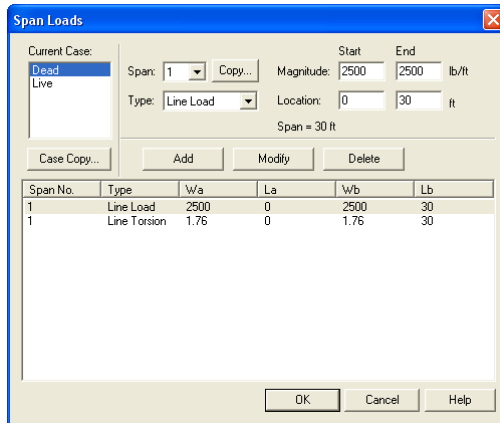 Span Loads
Current Case:
Dead
Live
Case Copy...
Span: 1 Copy...
Type: Line Load
Start End
Magnitude: 2500 2500 lb/ft
Location: 0 30 ft
Span = 30 ft
Add Modify Delete
Span No. Type Wa La Wb Lb
1 Line Load 2500 0 2500 30
1 Line Torsion 1.76 0 1.76 30
OK Cancel Help